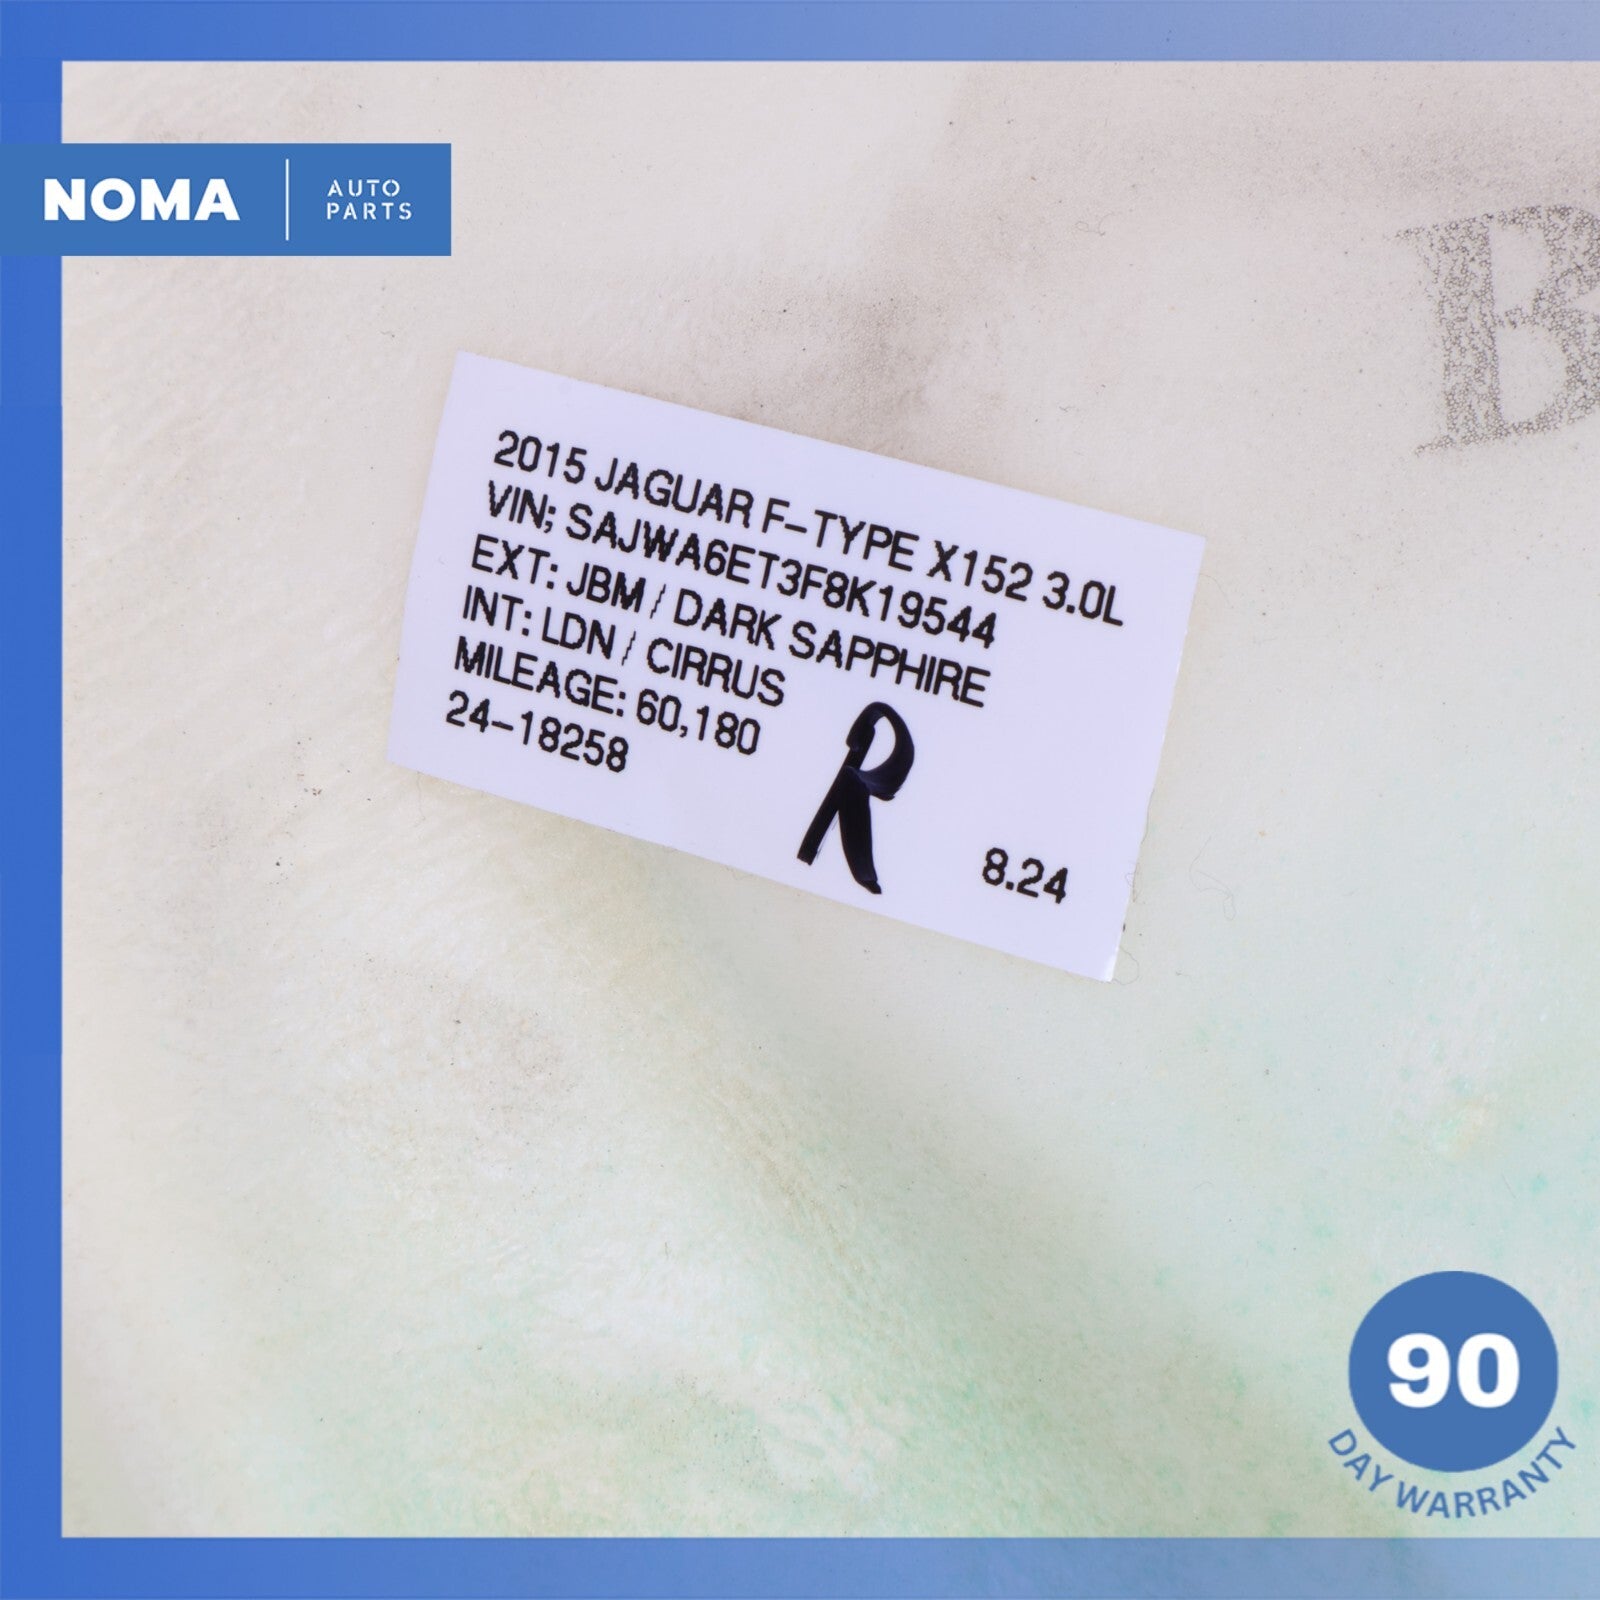 NOMA
AUTO
PARTS
B
2015 JAGUAR F-TYPE X152 3.0L
VIN; SAJWA6ET3F8K19544
EXT: JBM / DARK SAPPHIRE
INT: LDN / CIRRUS
MILEAGE: 60,180
24-18258
R
8.24
90
DAY WARRANTY